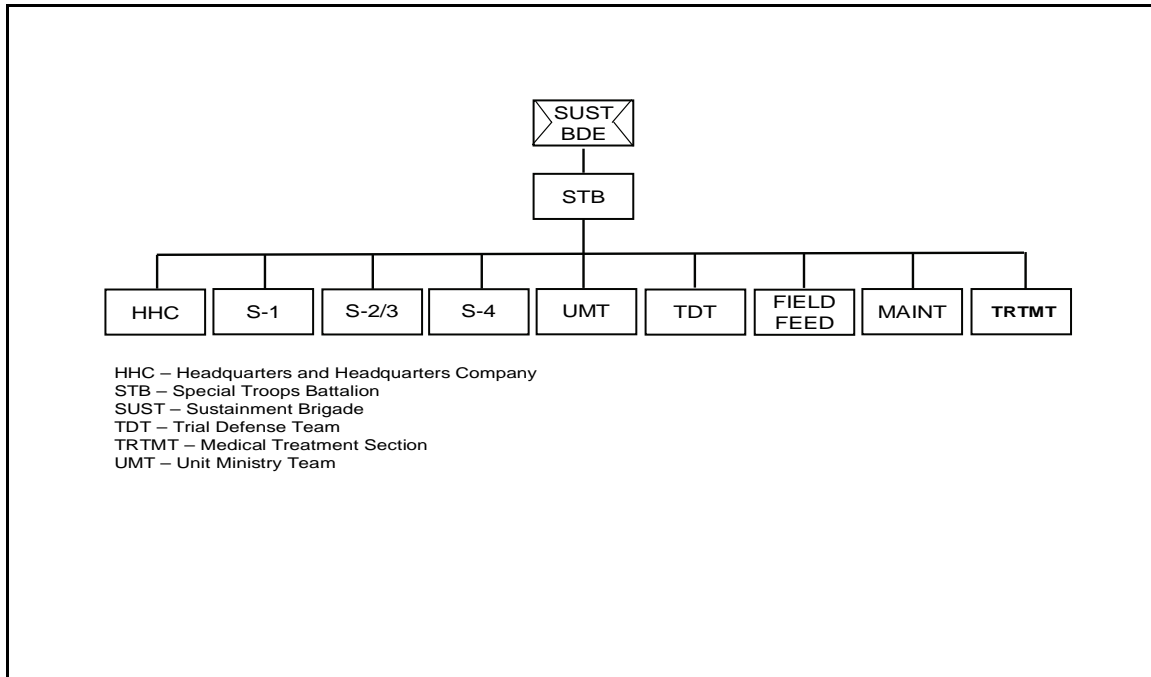 SUST
BDE
STB
HHC
S-1
S-2/3
S-4
UMT
TDT
FIELD
FEED
MAINT
TRTMT
HHC – Headquarters and Headquarters Company
STB – Special Troops Battalion
SUST – Sustainment Brigade
TDT – Trial Defense Team
TRTMT – Medical Treatment Section
UMT – Unit Ministry Team